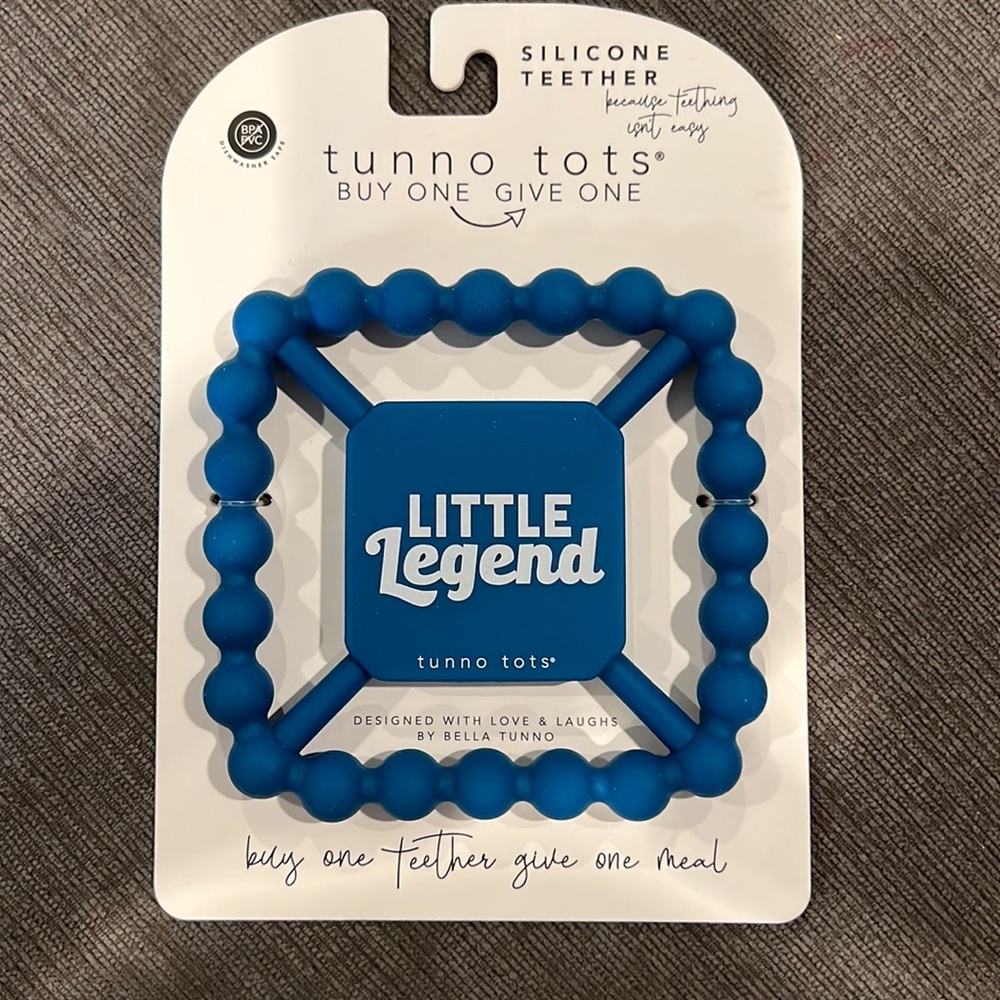 SILICONE
TEETHER
because teething
isn't easy
BPA
PVC
DISHWASHER SAFE
tunno tots®
BUY ONE GIVE ONE
LITTLE
Legend
tunno tots®
DESIGNED WITH LOVE & LAUGHS
BY BELLA TUNNO
buy one teether give one meal